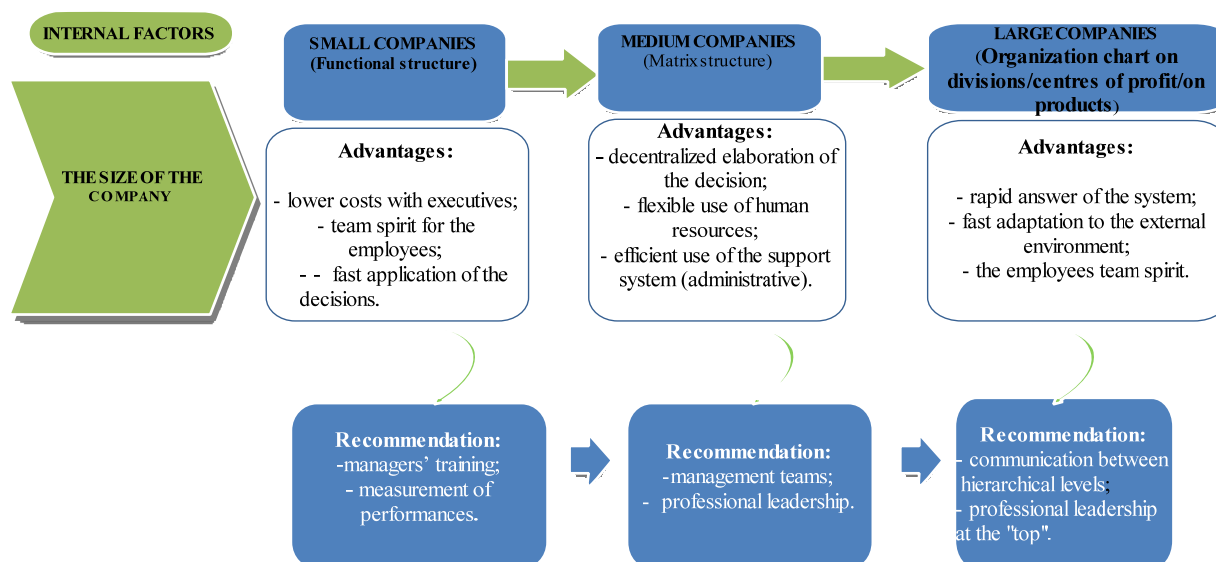 INTERNAL FACTORS
THE SIZE OF THE
COMPANY
SMALL COMPANIES
(Functional structure)
MEDIUM COMPANIES
(Matrix structure)
LARGE COMPANIES
(Organization chart on
divisions/centres of profit/on
products)
Advantages:
- lower costs with executives;
- team spirit for the
employees;
- - fast application of the
decisions.
Advantages:
- decentralized elaboration of
the decision;
- flexible use of human
resources;
- efficient use of the support
system (administrative).
Advantages:
- rapid answer of the system;
- fast adaptation to the external
environment;
- the employees team spirit.
Recommendation:
-managers' training;
- measurement of
performances.
Recommendation:
-management teams;
- professional leadership.
Recommendation:
- communication between
hierarchical levels;
- professional leadership
at the "top".